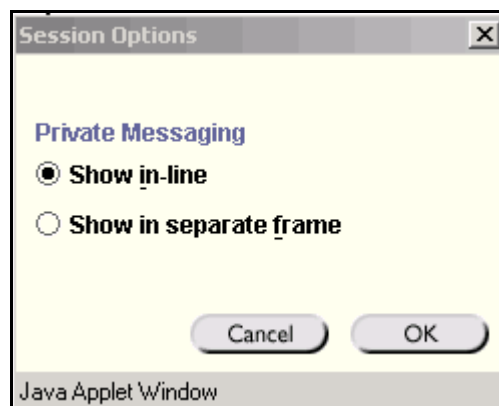 Session Options
Private Messaging
Show in-line
Show in separate frame
Cancel OK
Java Applet Window